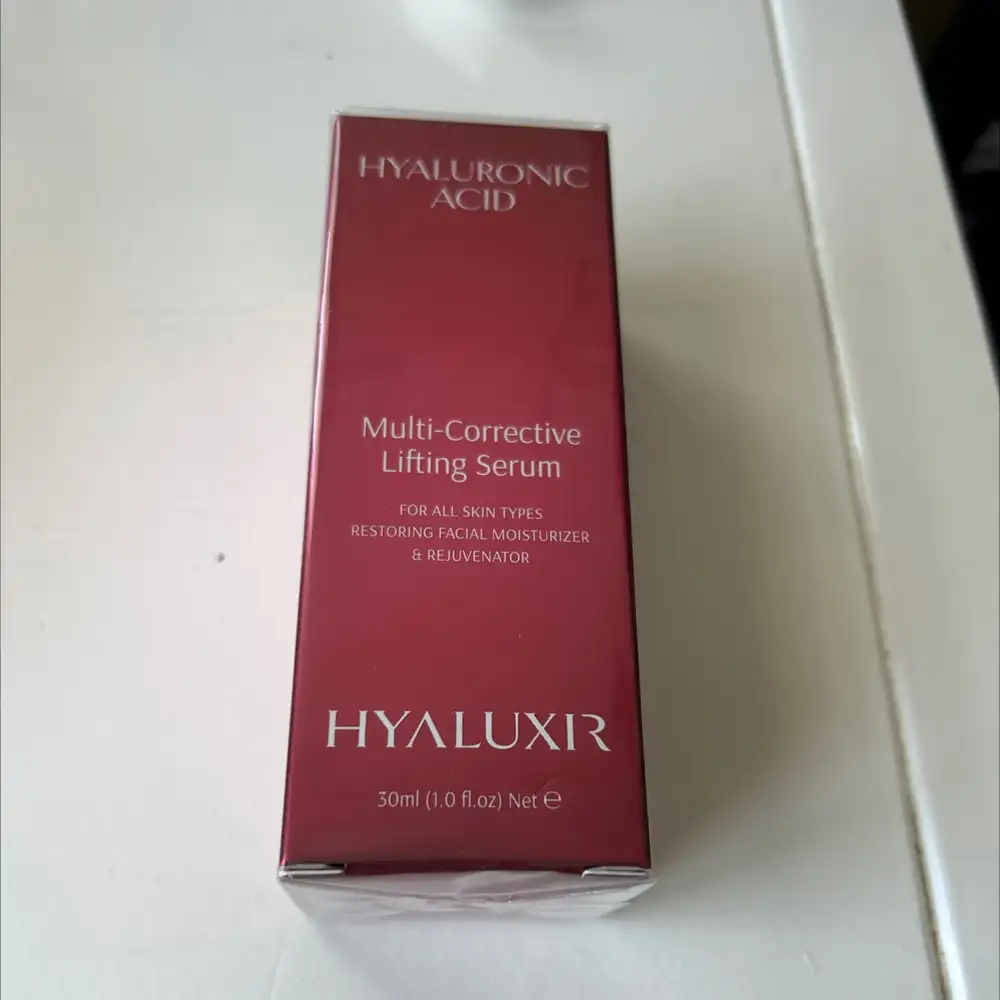 HYALURONIC
ACID
Multi-Corrective
Lifting Serum
FOR ALL SKIN TYPES
RESTORING FACIAL MOISTURIZER
& REJUVENATOR
HYALUXIR
30ml (1.0 fl.oz) Net ℮